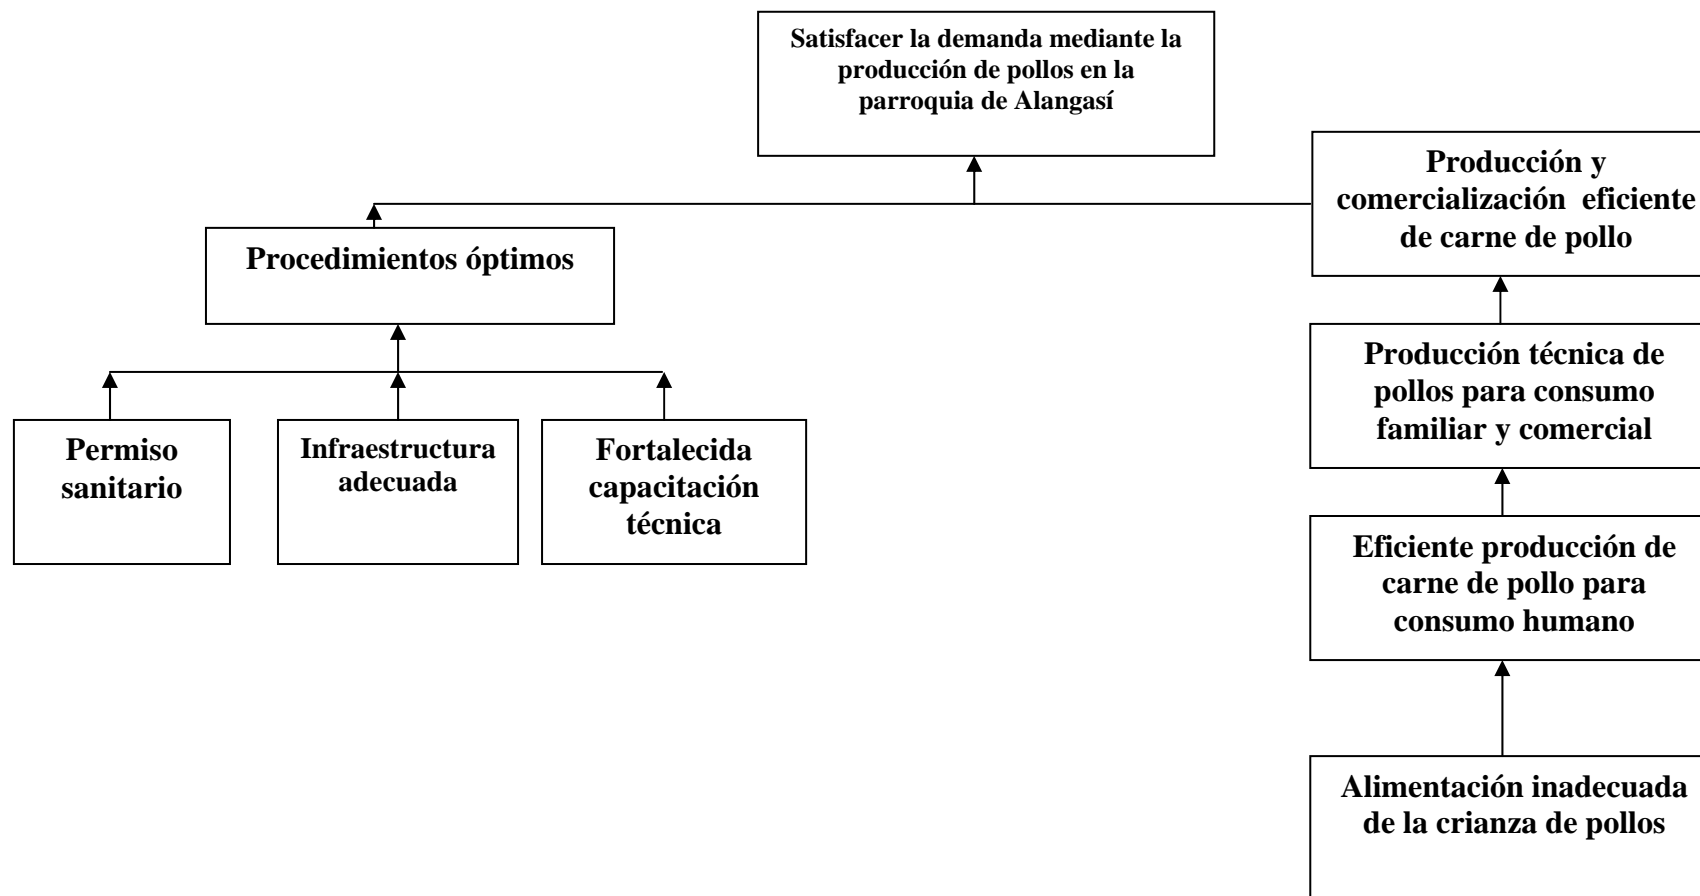 Satisfacer la demanda mediante la
producción de pollos en la
parroquia de Alangasí
Producción y
comercialización  eficiente
de carne de pollo
Procedimientos óptimos
Producción técnica de
pollos para consumo
familiar y comercial
Permiso
sanitario
Infraestructura
adecuada
Fortalecida
capacitación
técnica
Eficiente producción de
carne de pollo para
consumo humano
Alimentación inadecuada
de la crianza de pollos